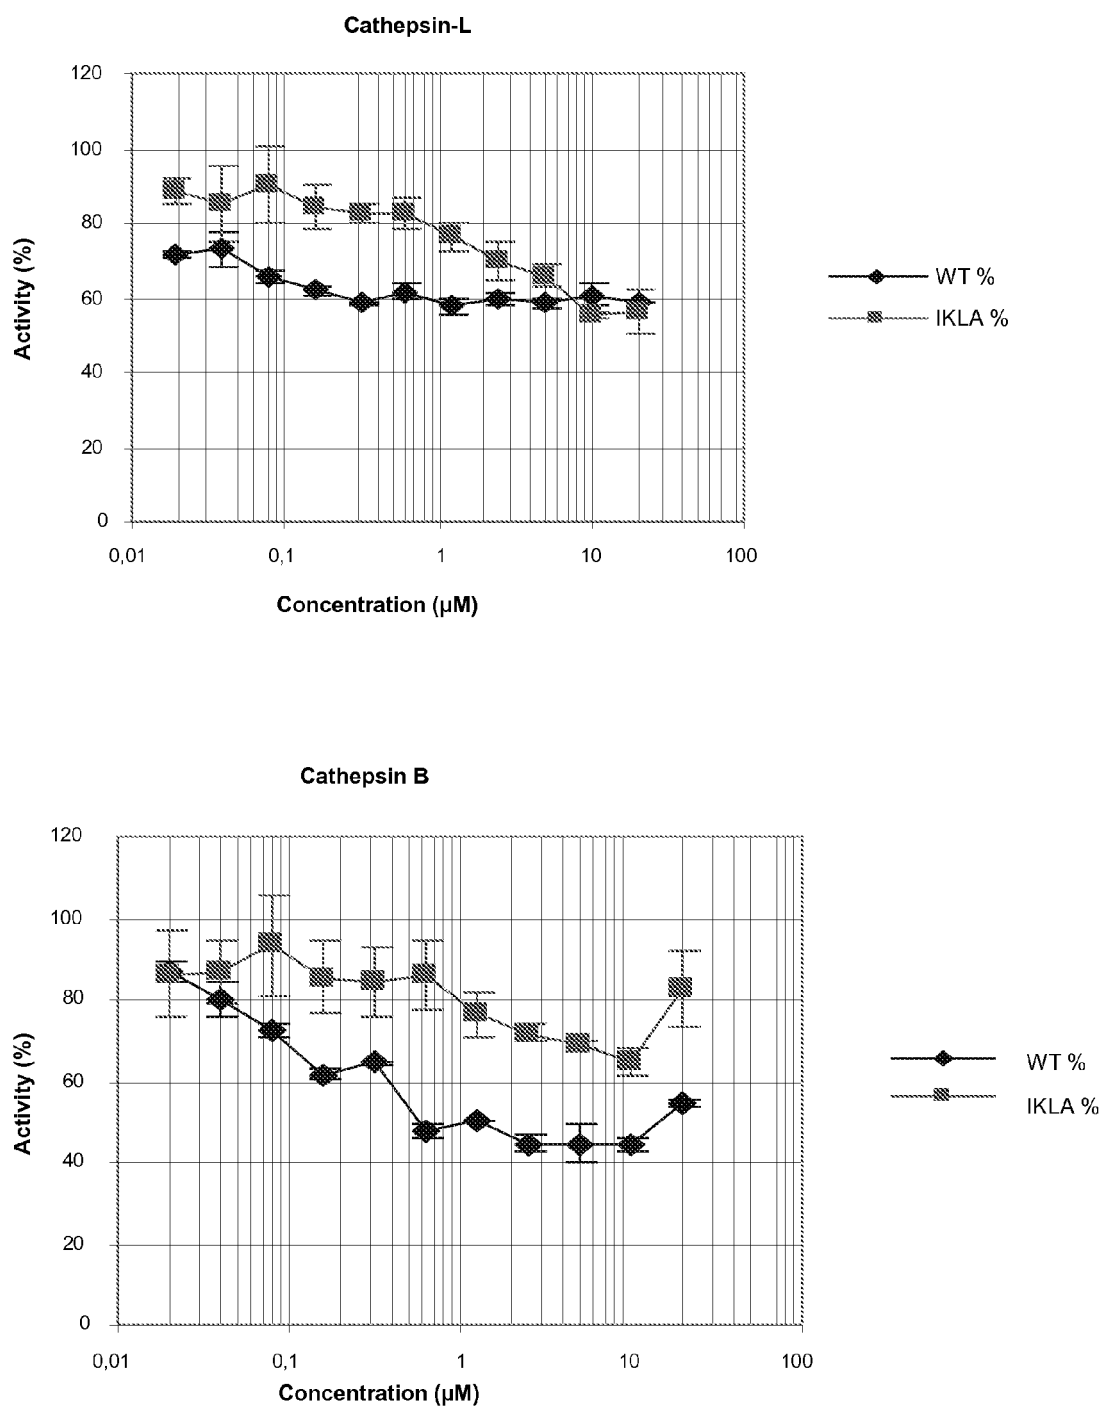 Cathepsin-L
120
100
80
60
40
20
0
Activity (%)
0,01 0,1 1 10 100
Concentration (µM)
WT %
IKLA %
Cathepsin B
120
100
80
60
40
20
0
Activity (%)
0,01 0,1 1 10 100
Concentration (µM)
WT %
IKLA %